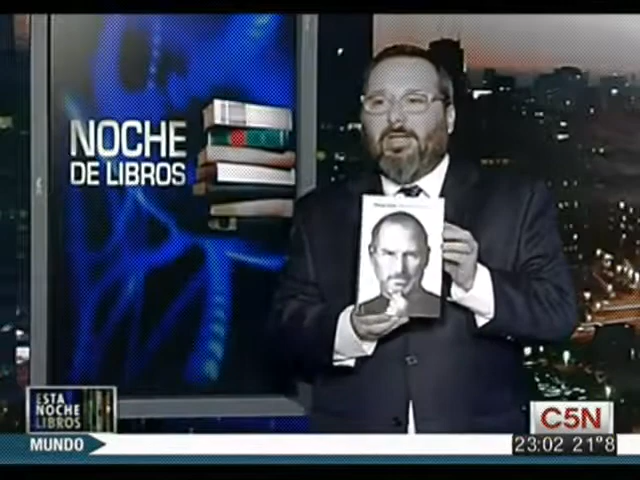 NOCHE
DE LIBROS
ESTA
NOCHE
LIBROS
C5N
MUNDO
23:02 21°8